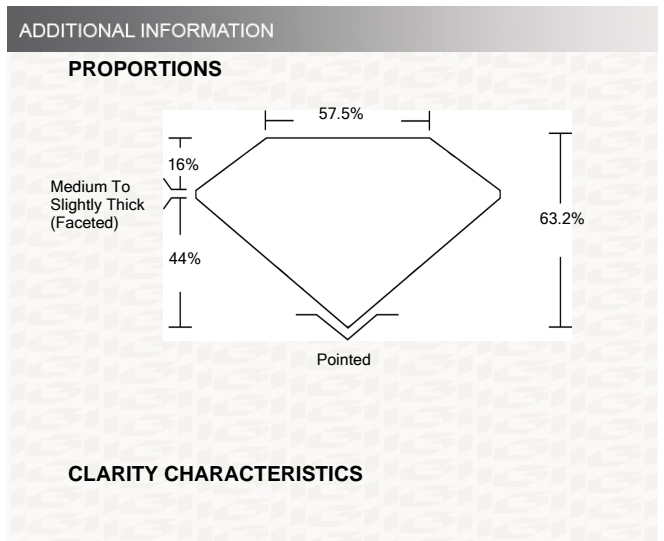 ADDITIONAL INFORMATION
PROPORTIONS
57.5%
16%
Medium To
Slightly Thick
(Faceted)
63.2%
44%
Pointed
CLARITY CHARACTERISTICS